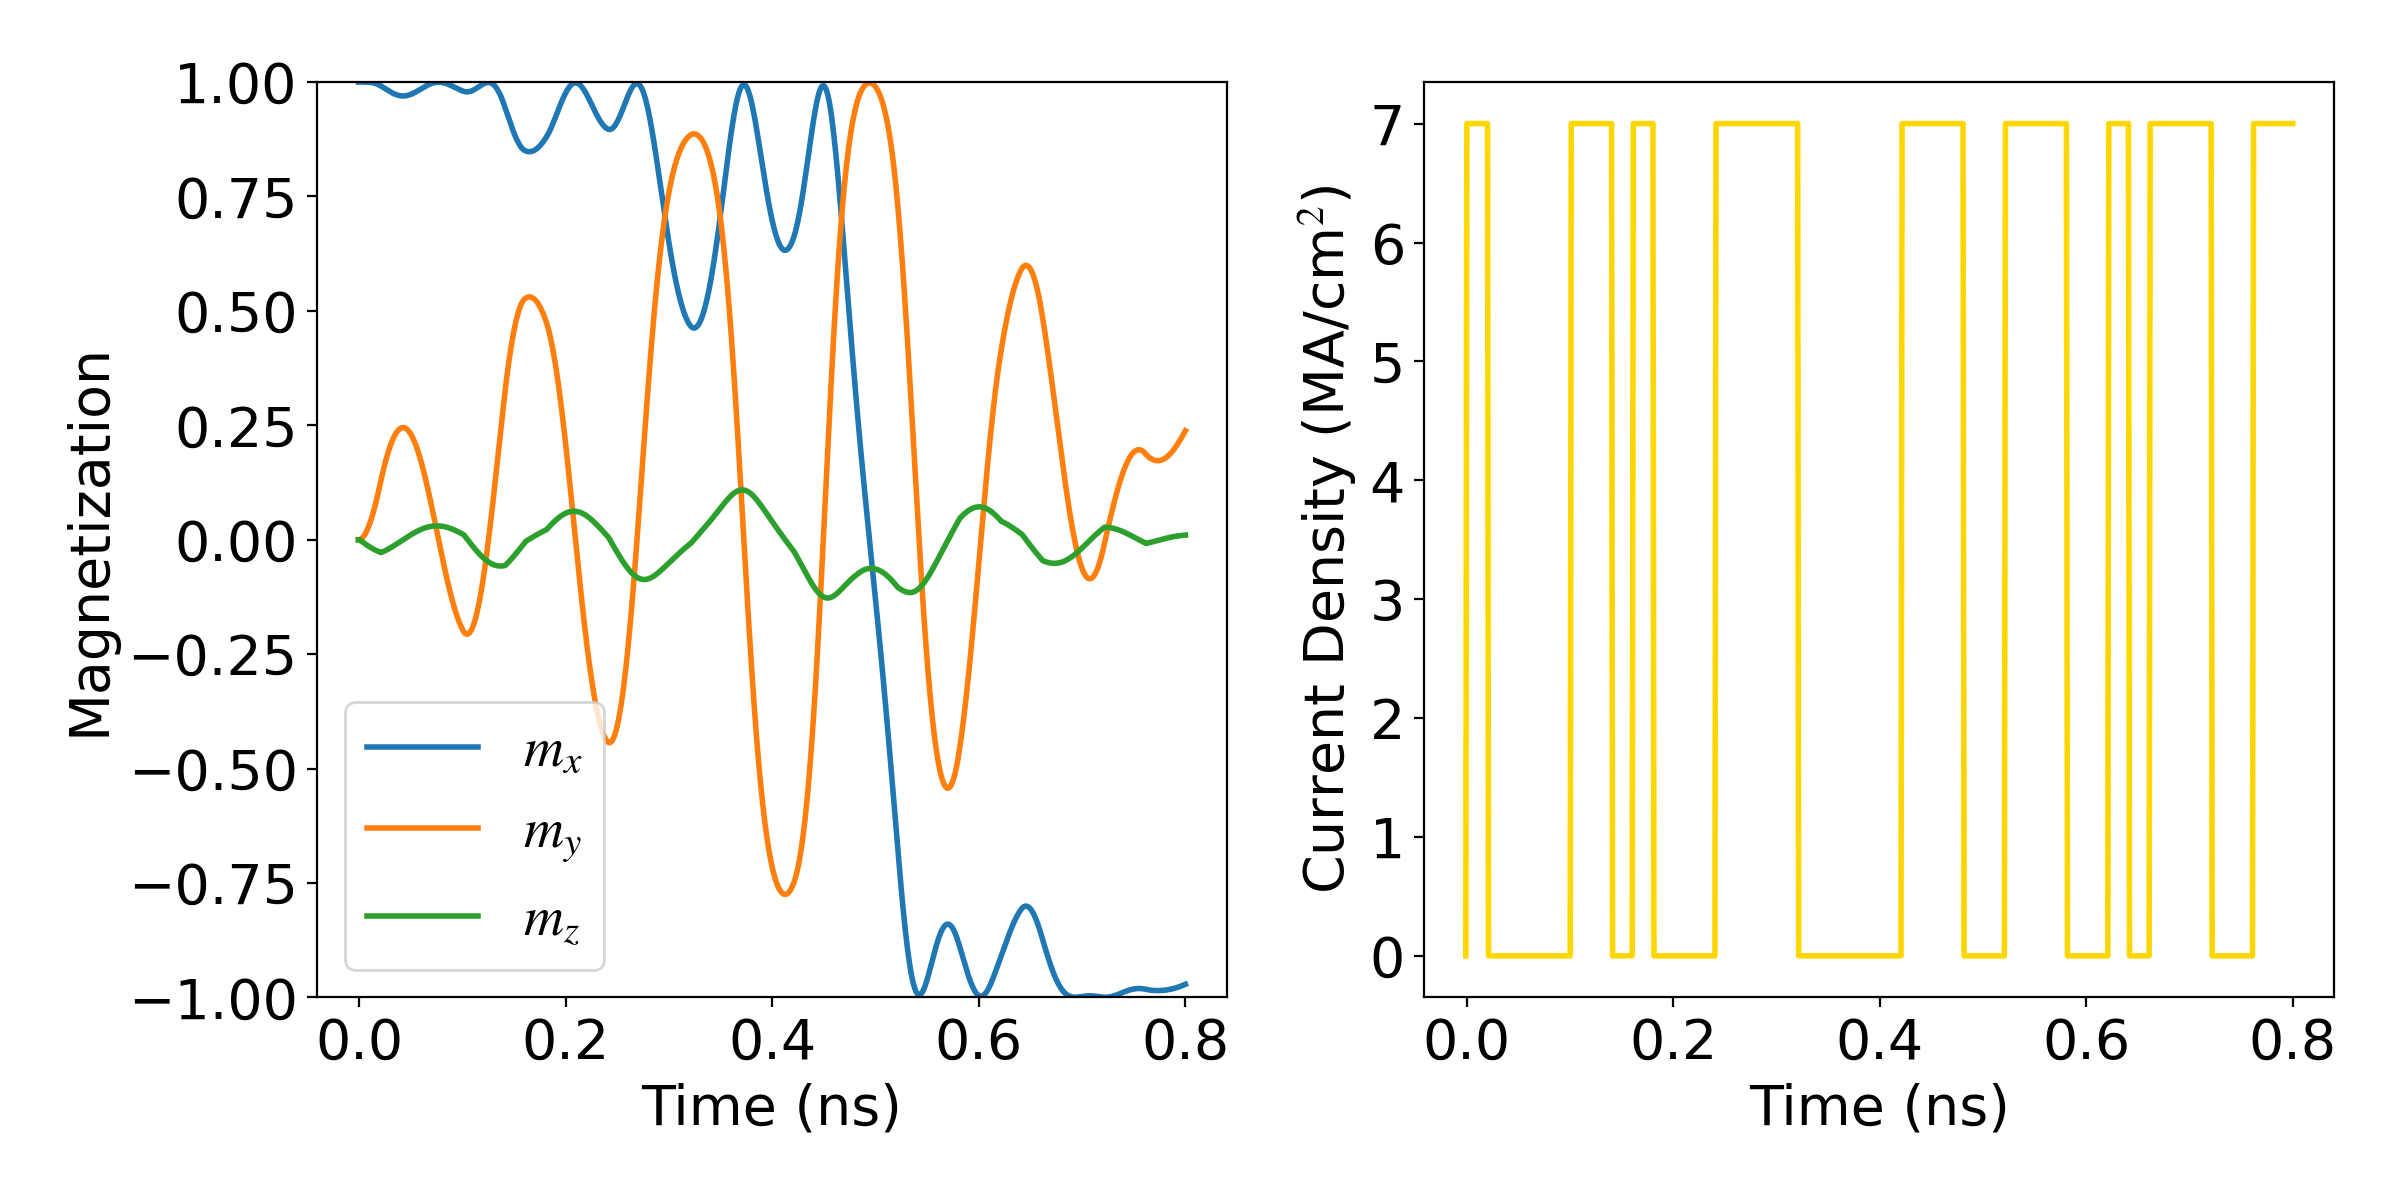 1.00
0.75
0.50
0.25
0.00
−0.25
−0.50
−0.75
−1.00
Magnetization
m_x
m_y
m_z
0.0 0.2 0.4 0.6 0.8
Time (ns)
7
6
5
4
3
2
1
0
Current Density (MA/cm²)
0.0 0.2 0.4 0.6 0.8
Time (ns)